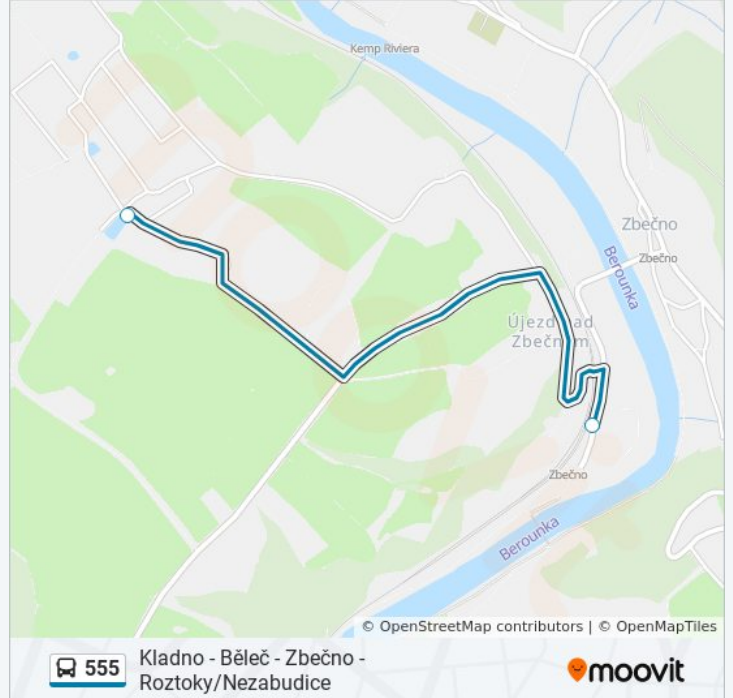 Kemp Riviera
Zbečno
Zbečno
Berounka
Újezd nad
Zbečnem
Zbečno
Berounka
© OpenStreetMap contributors | © OpenMapTiles
555
Kladno - Běleč - Zbečno -
Roztoky/Nezabudice
moovit